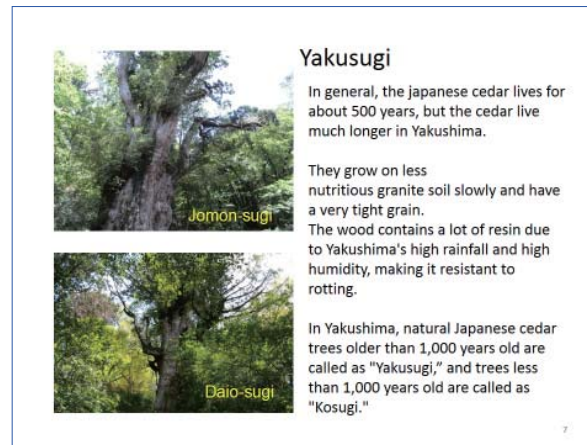 Yakusugi
In general, the japanese cedar lives for
about 500 years, but the cedar live
much longer in Yakushima.
They grow on less
nutritious granite soil slowly and have
a very tight grain.
The wood contains a lot of resin due
to Yakushima's high rainfall and high
humidity, making it resistant to
rotting.
In Yakushima, natural Japanese cedar
trees older than 1,000 years old are
called as "Yakusugi,” and trees less
than 1,000 years old are called as
"Kosugi."
Jomon-sugi
Daio-sugi
7